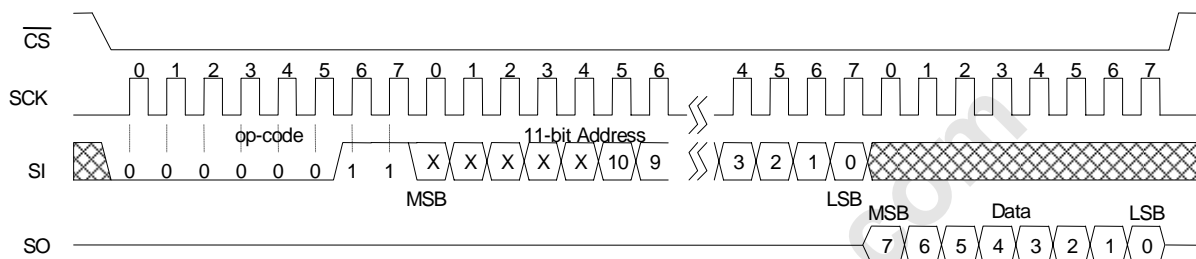 CS
0 1 2 3 4 5 6 7 0 1 2 3 4 5 6 4 5 6 7 0 1 2 3 4 5 6 7
SCK
op-code 11-bit Address
SI 0 0 0 0 0 0 1 1 X X X X X 10 9 3 2 1 0
MSB LSB MSB Data LSB
SO 7 6 5 4 3 2 1 0
com